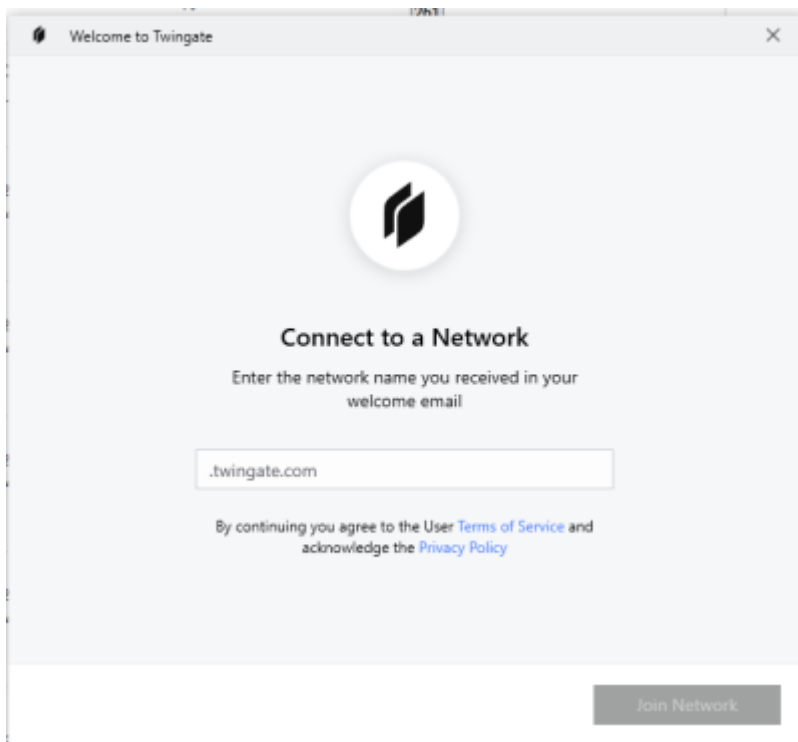 Welcome to Twingate
Connect to a Network
Enter the network name you received in your
welcome email
.twingate.com
By continuing you agree to the User Terms of Service and
acknowledge the Privacy Policy
Join Network